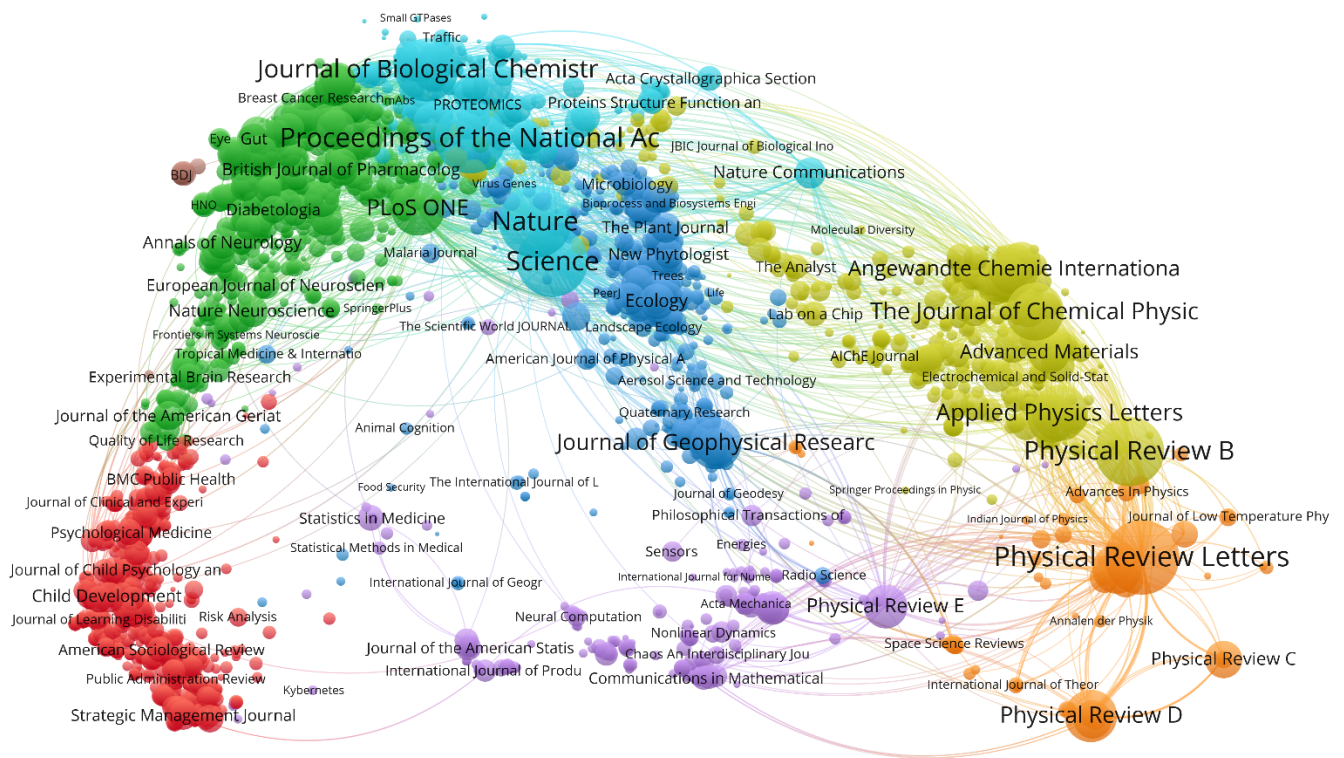 Small GTPases
Traffic
Journal of Biological Chemistr
Acta Crystallographica Section
Breast Cancer Research
mAbs
PROTEOMICS
Proteins Structure Function an
Eye
Gut
Proceedings of the National Ac
JBIC Journal of Biological Ino
BDJ
British Journal of Pharmacolog
Nature Communications
Virus Genes
Microbiology
HNO
Diabetologia
PLoS ONE
Bioprocess and Biosystems Engi
Nature
The Plant Journal
Molecular Diversity
Annals of Neurology
Malaria Journal
Science
New Phytologist
The Analyst
Angewandte Chemie Internationa
European Journal of Neuroscien
Trees
PeerJ
Life
Ecology
Nature Neuroscience
SpringerPlus
Lab on a Chip
The Journal of Chemical Physic
Frontiers in Systems Neuroscie
The Scientific World JOURNAL
Landscape Ecology
Tropical Medicine & Internatio
American Journal of Physical A
AIChE Journal
Advanced Materials
Experimental Brain Research
Aerosol Science and Technology
Electrochemical and Solid-Stat
Journal of the American Geriat
Quaternary Research
Applied Physics Letters
Animal Cognition
Quality of Life Research
Journal of Geophysical Researc
Physical Review B
BMC Public Health
Food Security
The International Journal of L
Journal of Geodesy
Springer Proceedings in Physic
Advances In Physics
Journal of Clinical and Experi
Statistics in Medicine
Philosophical Transactions of
Indian Journal of Physics
Journal of Low Temperature Phy
Psychological Medicine
Statistical Methods in Medical
Sensors
Energies
Physical Review Letters
Journal of Child Psychology an
International Journal of Geogr
International Journal for Nume
Radio Science
Child Development
Acta Mechanica
Physical Review E
Journal of Learning Disabiliti
Risk Analysis
Neural Computation
Nonlinear Dynamics
Annalen der Physik
American Sociological Review
Journal of the American Statis
Chaos An Interdisciplinary Jou
Space Science Reviews
Physical Review C
Public Administration Review
International Journal of Produ
Communications in Mathematical
International Journal of Theor
Kybernetes
Strategic Management Journal
Physical Review D